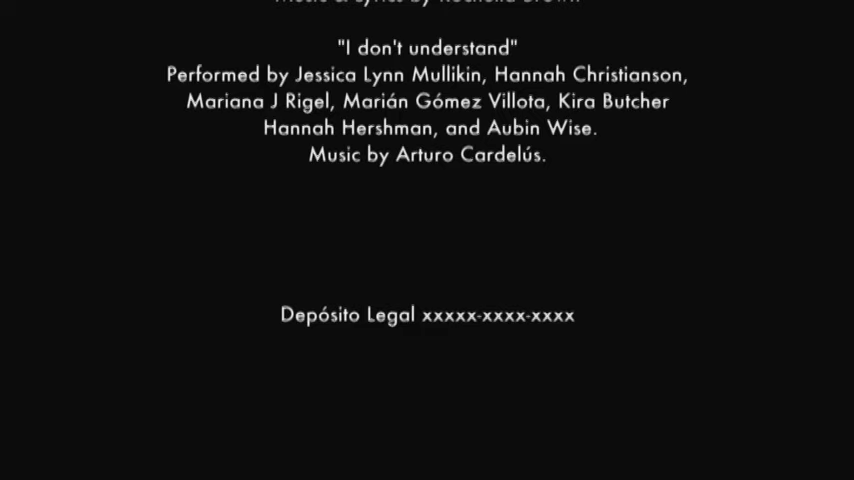 "I don't understand"
Performed by Jessica Lynn Mullikin, Hannah Christianson,
Mariana J Rigel, Marián Gómez Villota, Kira Butcher
Hannah Hershman, and Aubin Wise.
Music by Arturo Cardelús.
Depósito Legal xxxxx-xxxx-xxxx